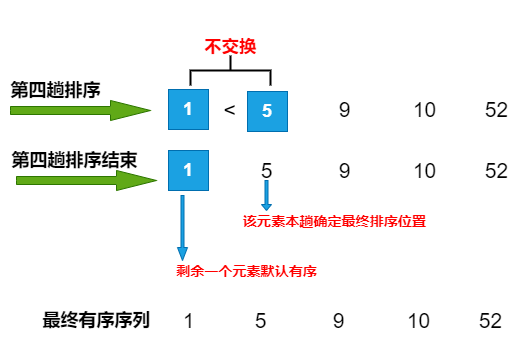 不交换
第四趟排序 1 < 5 9 10 52
第四趟排序结束 1 5 9 10 52
该元素本趟确定最终排序位置
剩余一个元素默认有序
最终有序序列 1 5 9 10 52